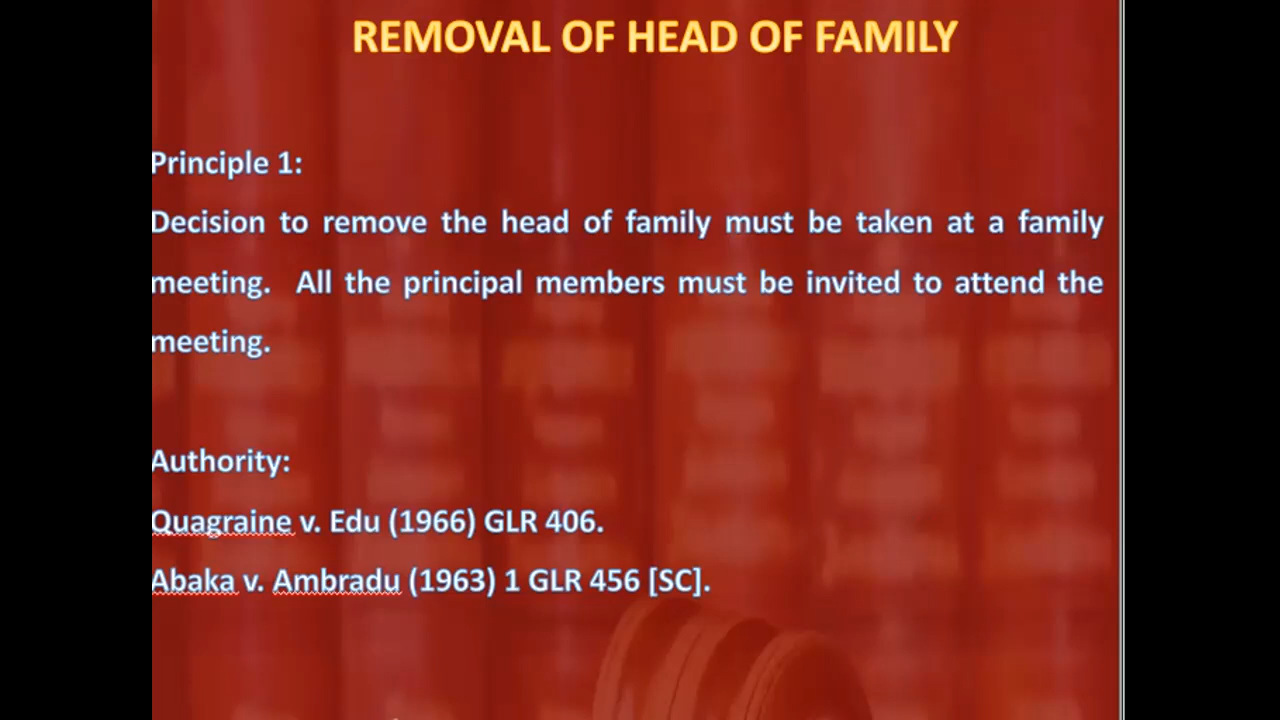 REMOVAL OF HEAD OF FAMILY
Principle 1:
Decision to remove the head of family must be taken at a family
meeting. All the principal members must be invited to attend the
meeting.
Authority:
Quagraine v. Edu (1966) GLR 406.
Abaka v. Ambradu (1963) 1 GLR 456 [SC].